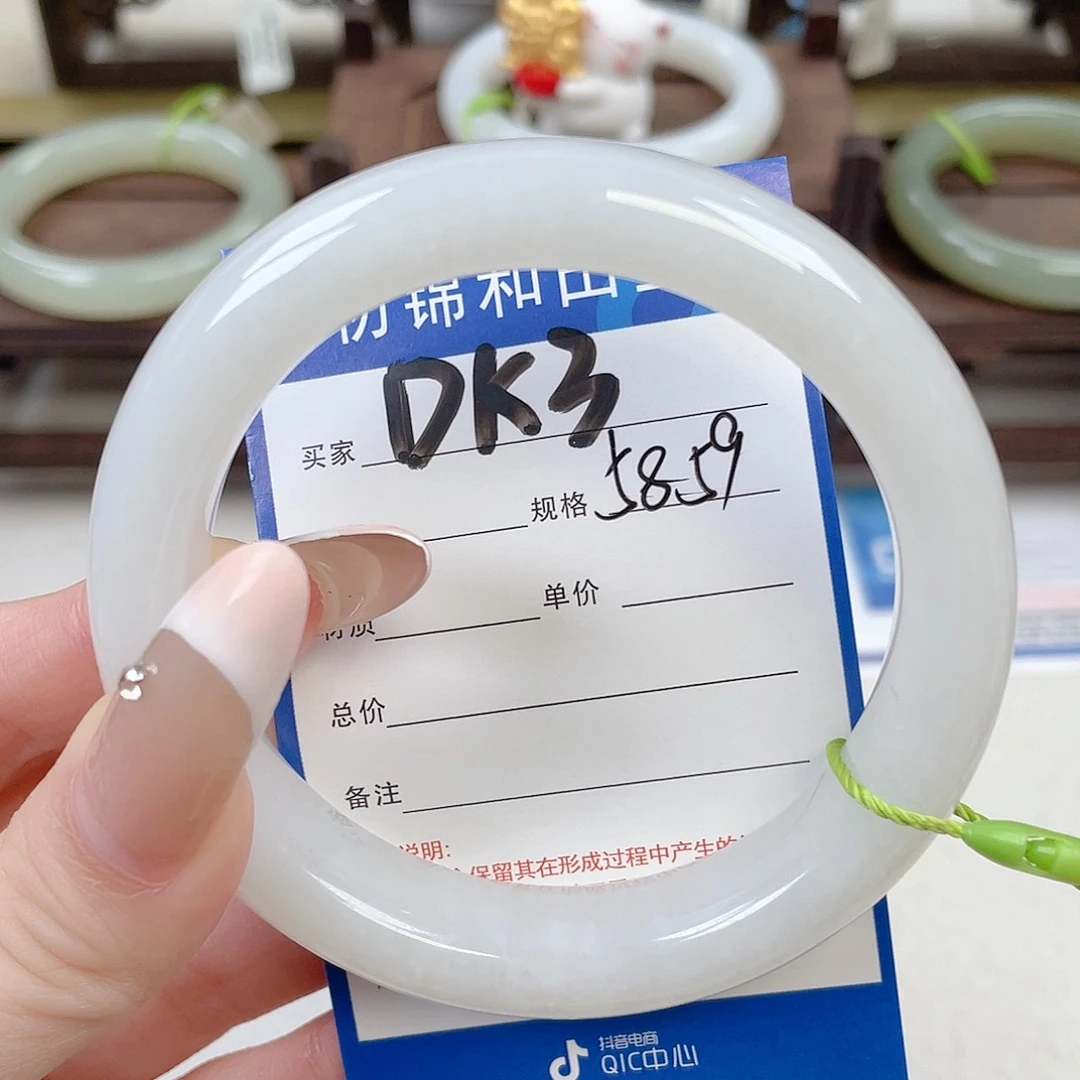 锦和田
买家 DK3
规格 5859
单价
材质
总价
备注
说明:
保留其在形成过程中产生的
抖音电商
QIC中心